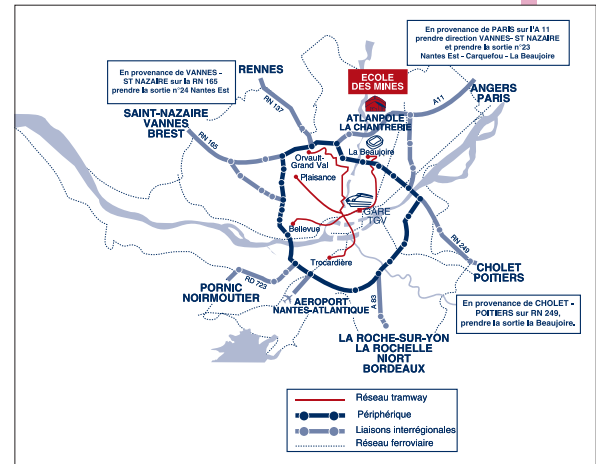 En provenance de PARIS sur l'A 11
prendre direction VANNES- ST NAZAIRE
et prendre la sortie n°23
Nantes Est - Carquefou - La Beaujoire
En provenance de VANNES -
ST NAZAIRE sur la RN 165
prendre la sortie n°24 Nantes Est
RENNES
ECOLE
DES MINES
ANGERS
PARIS
A11
RN 137
SAINT-NAZAIRE
VANNES
BREST
RN 165
ATLANPOLE
LA CHANTRERIE
Orvault-
Grand Val
La Beaujoire
Plaisance
GARE
TGV
Bellevue
Trocardière
RN 249
CHOLET
POITIERS
PORNIC
NOIRMOUTIER
RD 723
AEROPORT
NANTES-ATLANTIQUE
A 83
En provenance de CHOLET -
POITIERS sur RN 249,
prendre la sortie la Beaujoire.
LA ROCHE-SUR-YON
LA ROCHELLE
NIORT
BORDEAUX
Réseau tramway
Périphérique
Liaisons interrégionales
Réseau ferroviaire